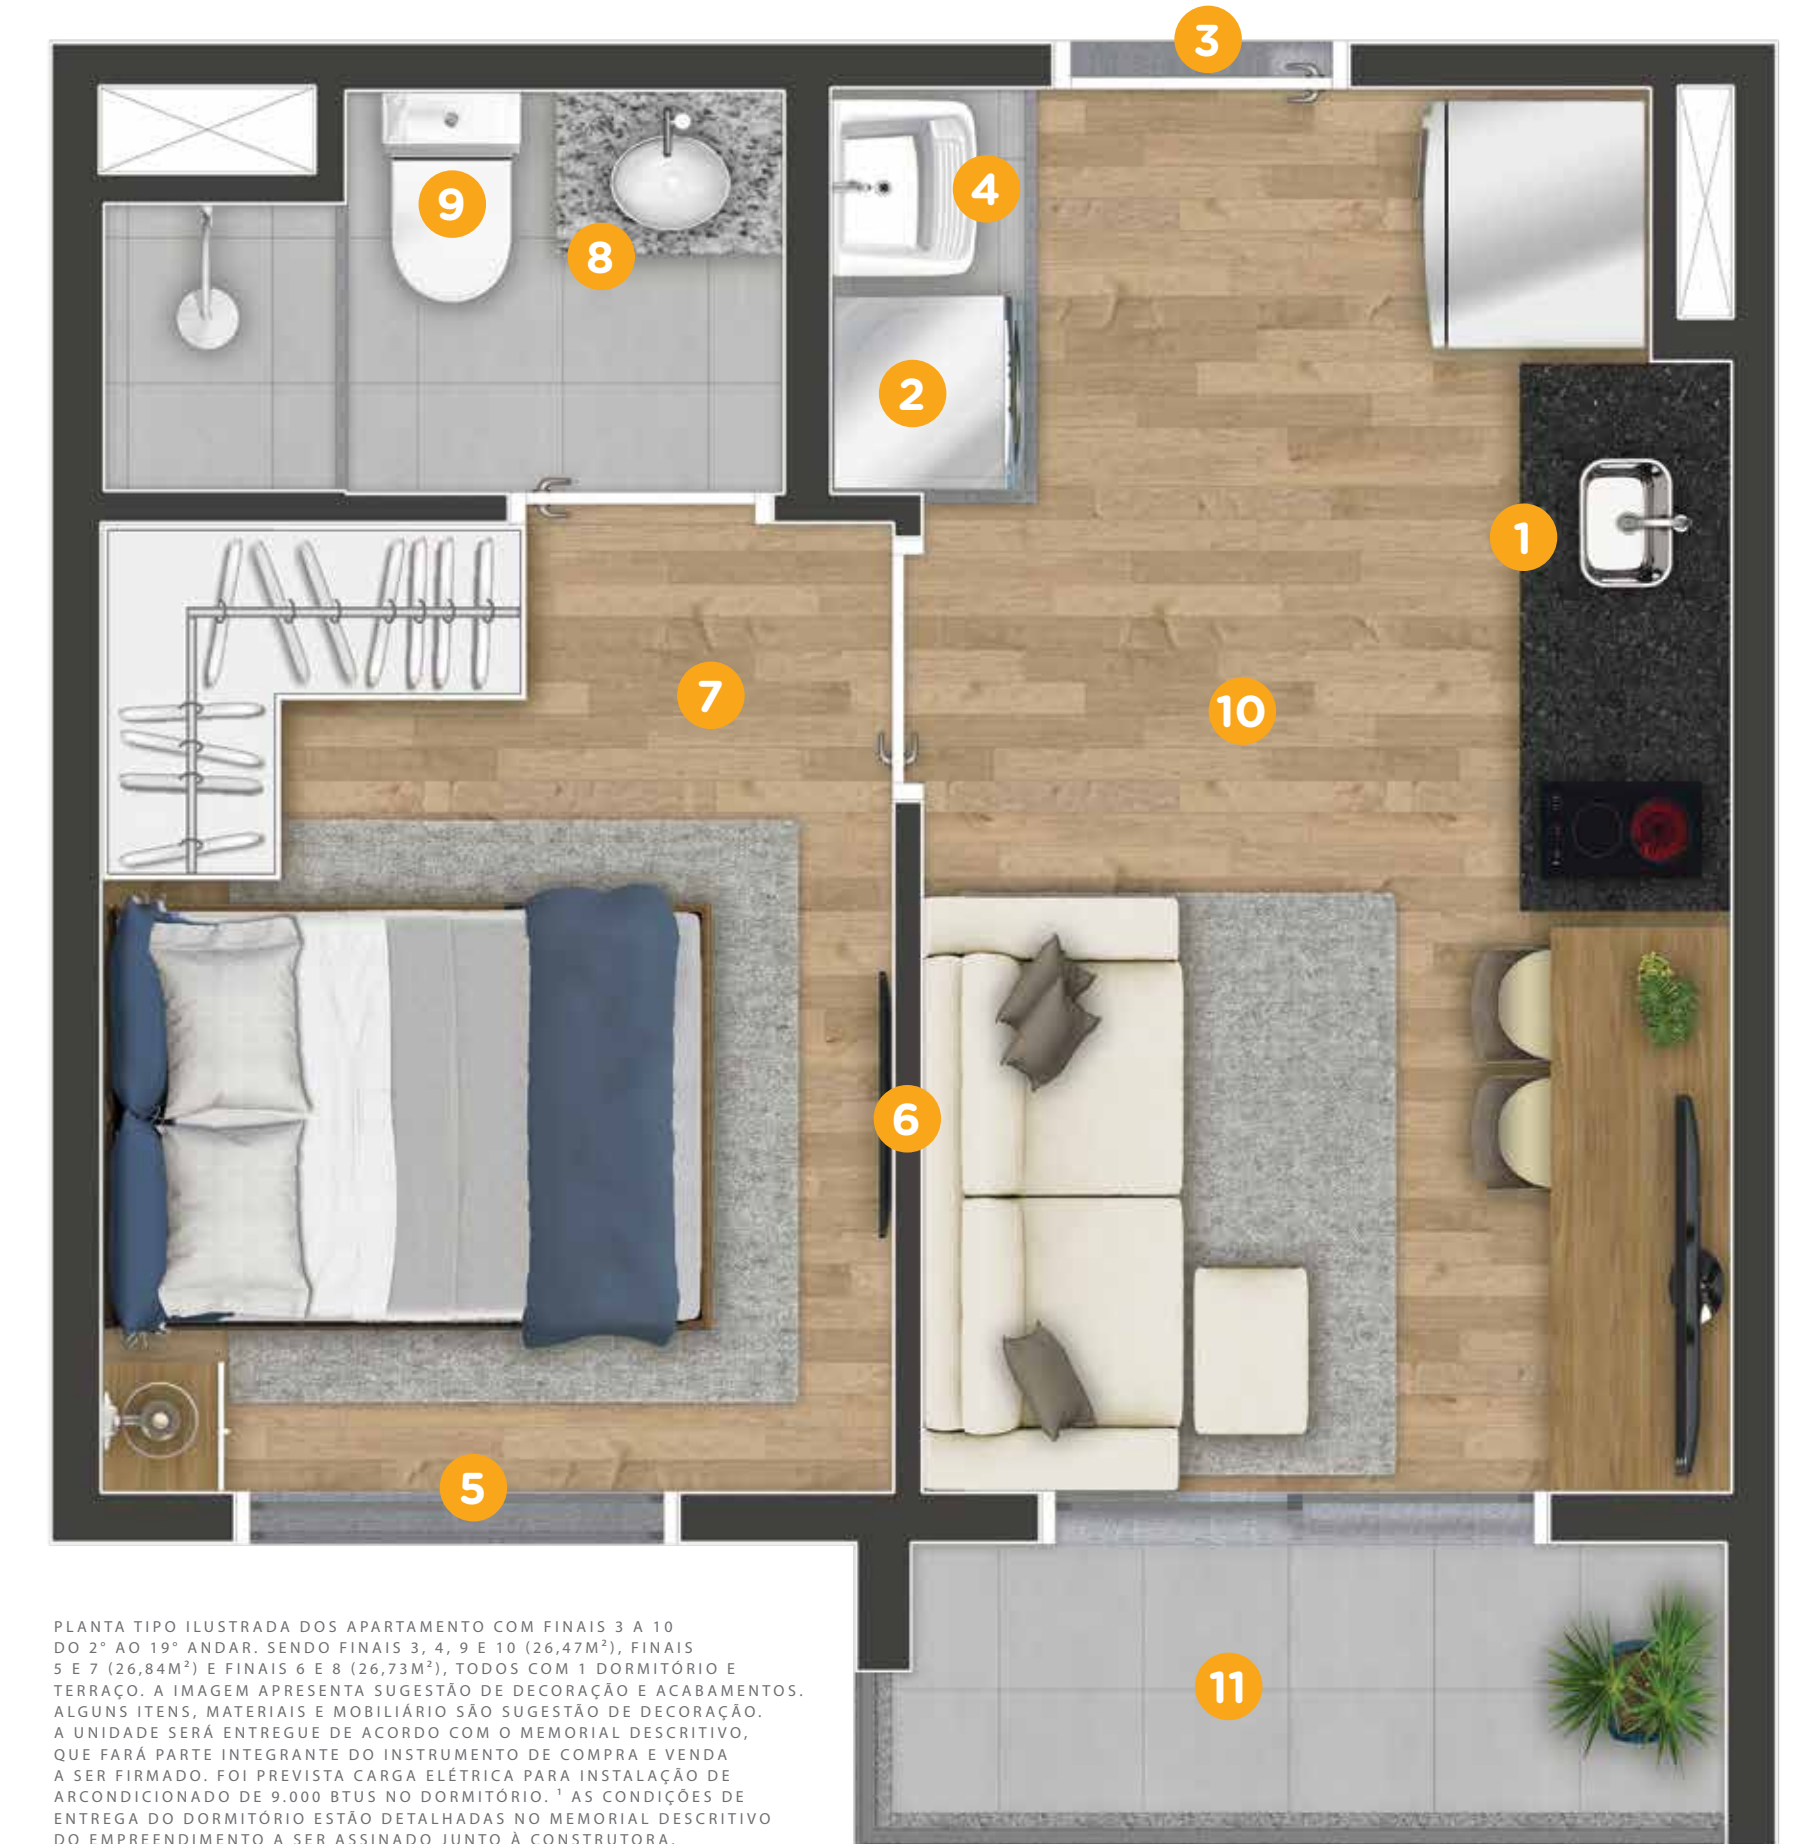 3
9
4
8
2
1
7
10
6
5
11
PLANTA TIPO ILUSTRADA DOS APARTAMENTO COM FINAIS 3 A 10
DO 2° AO 19° ANDAR. SENDO FINAIS 3, 4, 9 E 10 (26,47M²), FINAIS
5 E 7 (26,84M²) E FINAIS 6 E 8 (26,73M²), TODOS COM 1 DORMITÓRIO E
TERRAÇO. A IMAGEM APRESENTA SUGESTÃO DE DECORAÇÃO E ACABAMENTOS.
ALGUNS ITENS, MATERIAIS E MOBILIÁRIO SÃO SUGESTÃO DE DECORAÇÃO.
A UNIDADE SERÁ ENTREGUE DE ACORDO COM O MEMORIAL DESCRITIVO,
QUE FARÁ PARTE INTEGRANTE DO INSTRUMENTO DE COMPRA E VENDA
A SER FIRMADO. FOI PREVISTA CARGA ELÉTRICA PARA INSTALAÇÃO DE
ARCONDICIONADO DE 9.000 BTUS NO DORMITÓRIO. ¹ AS CONDIÇÕES DE
ENTREGA DO DORMITÓRIO ESTÃO DETALHADAS NO MEMORIAL DESCRITIVO
DO EMPREENDIMENTO A SER ASSINADO JUNTO À CONSTRUTORA.